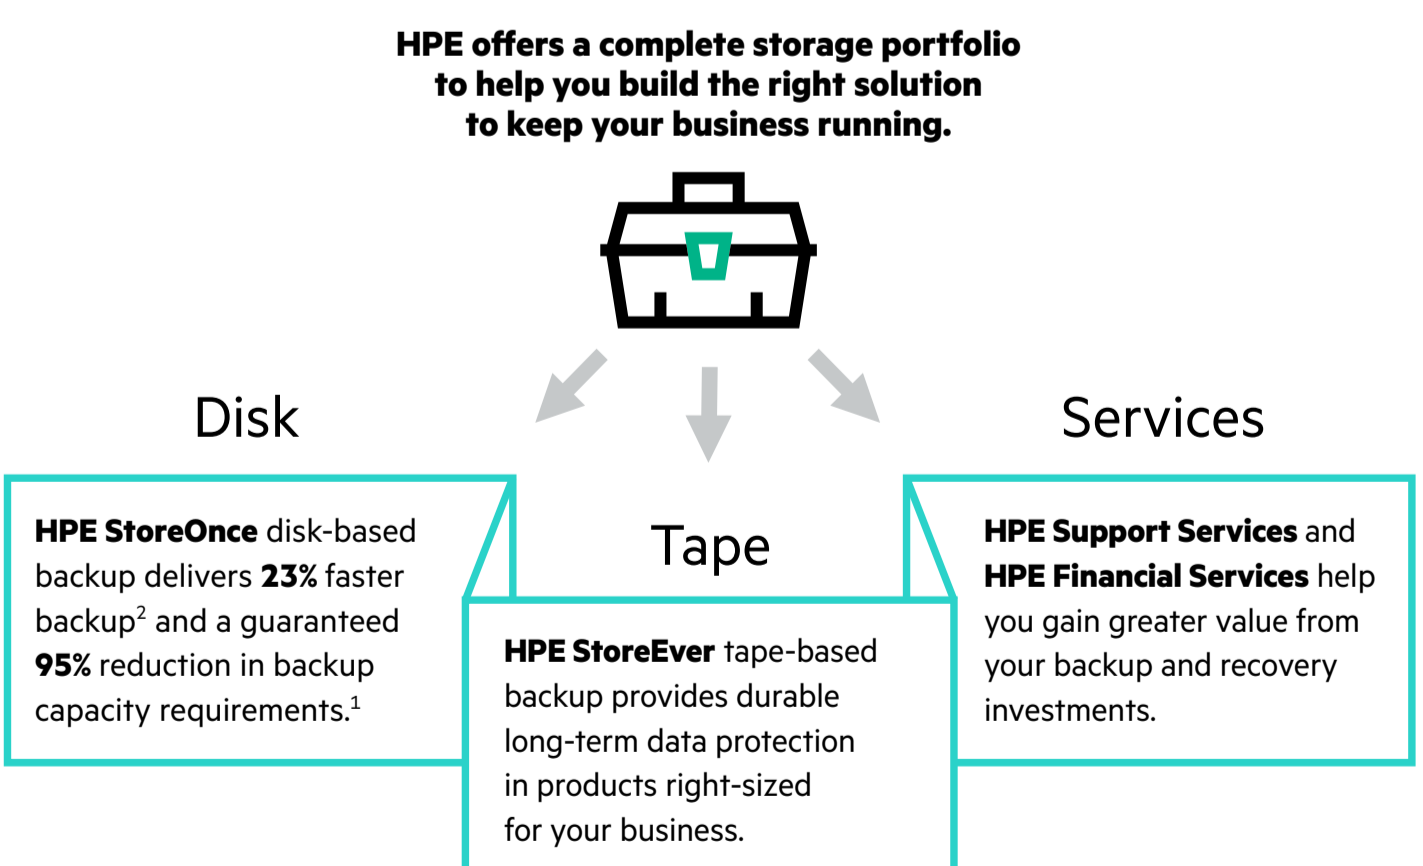 HPE offers a complete storage portfolio
to help you build the right solution
to keep your business running.
Disk
HPE StoreOnce disk-based
backup delivers 23% faster
backup² and a guaranteed
95% reduction in backup
capacity requirements.¹
Tape
HPE StoreEver tape-based
backup provides durable
long-term data protection
in products right-sized
for your business.
Services
HPE Support Services and
HPE Financial Services help
you gain greater value from
your backup and recovery
investments.